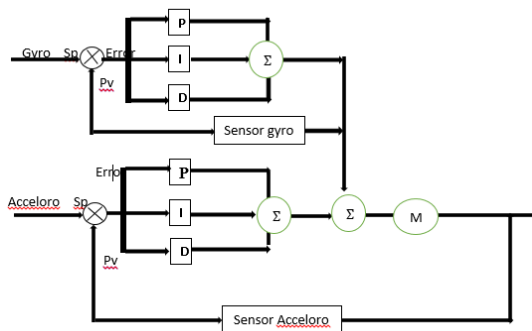 P
Gyro Sp Error
I
Σ
Pv
D
Sensor gyro
Erro
P
Acceloro Sp
I
Σ
Σ
M
Pv
D
Sensor Acceloro